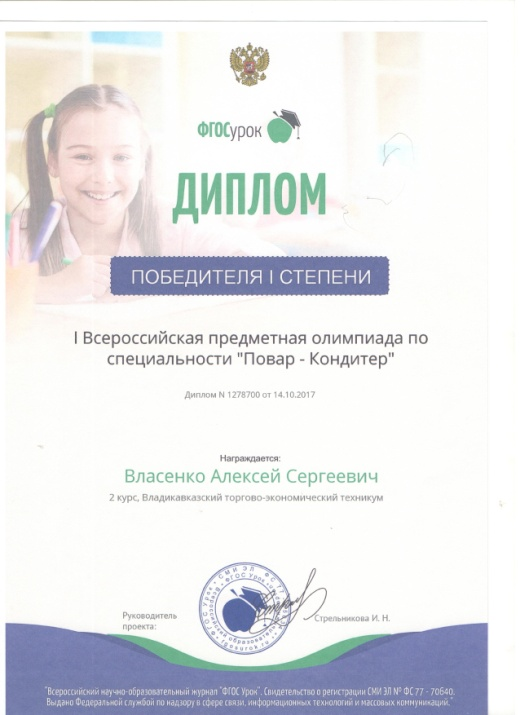 ФГОСурок
ДИПЛОМ
ПОБЕДИТЕЛЯ I СТЕПЕНИ
I Всероссийская предметная олимпиада по
специальности "Повар - Кондитер"
Диплом N 1278700 от 14.10.2017
Награждается:
Власенко Алексей Сергеевич
2 курс, Владикавказский торгово-экономический техникум
Руководитель
проекта:
Стрельникова И. Н.
"Всероссийский научно-образовательный журнал "ФГОС Урок". Свидетельство о регистрации СМИ ЭЛ № ФС 77 - 70640.
Выдано Федеральной службой по надзору в сфере связи, информационных технологий и массовых коммуникаций."